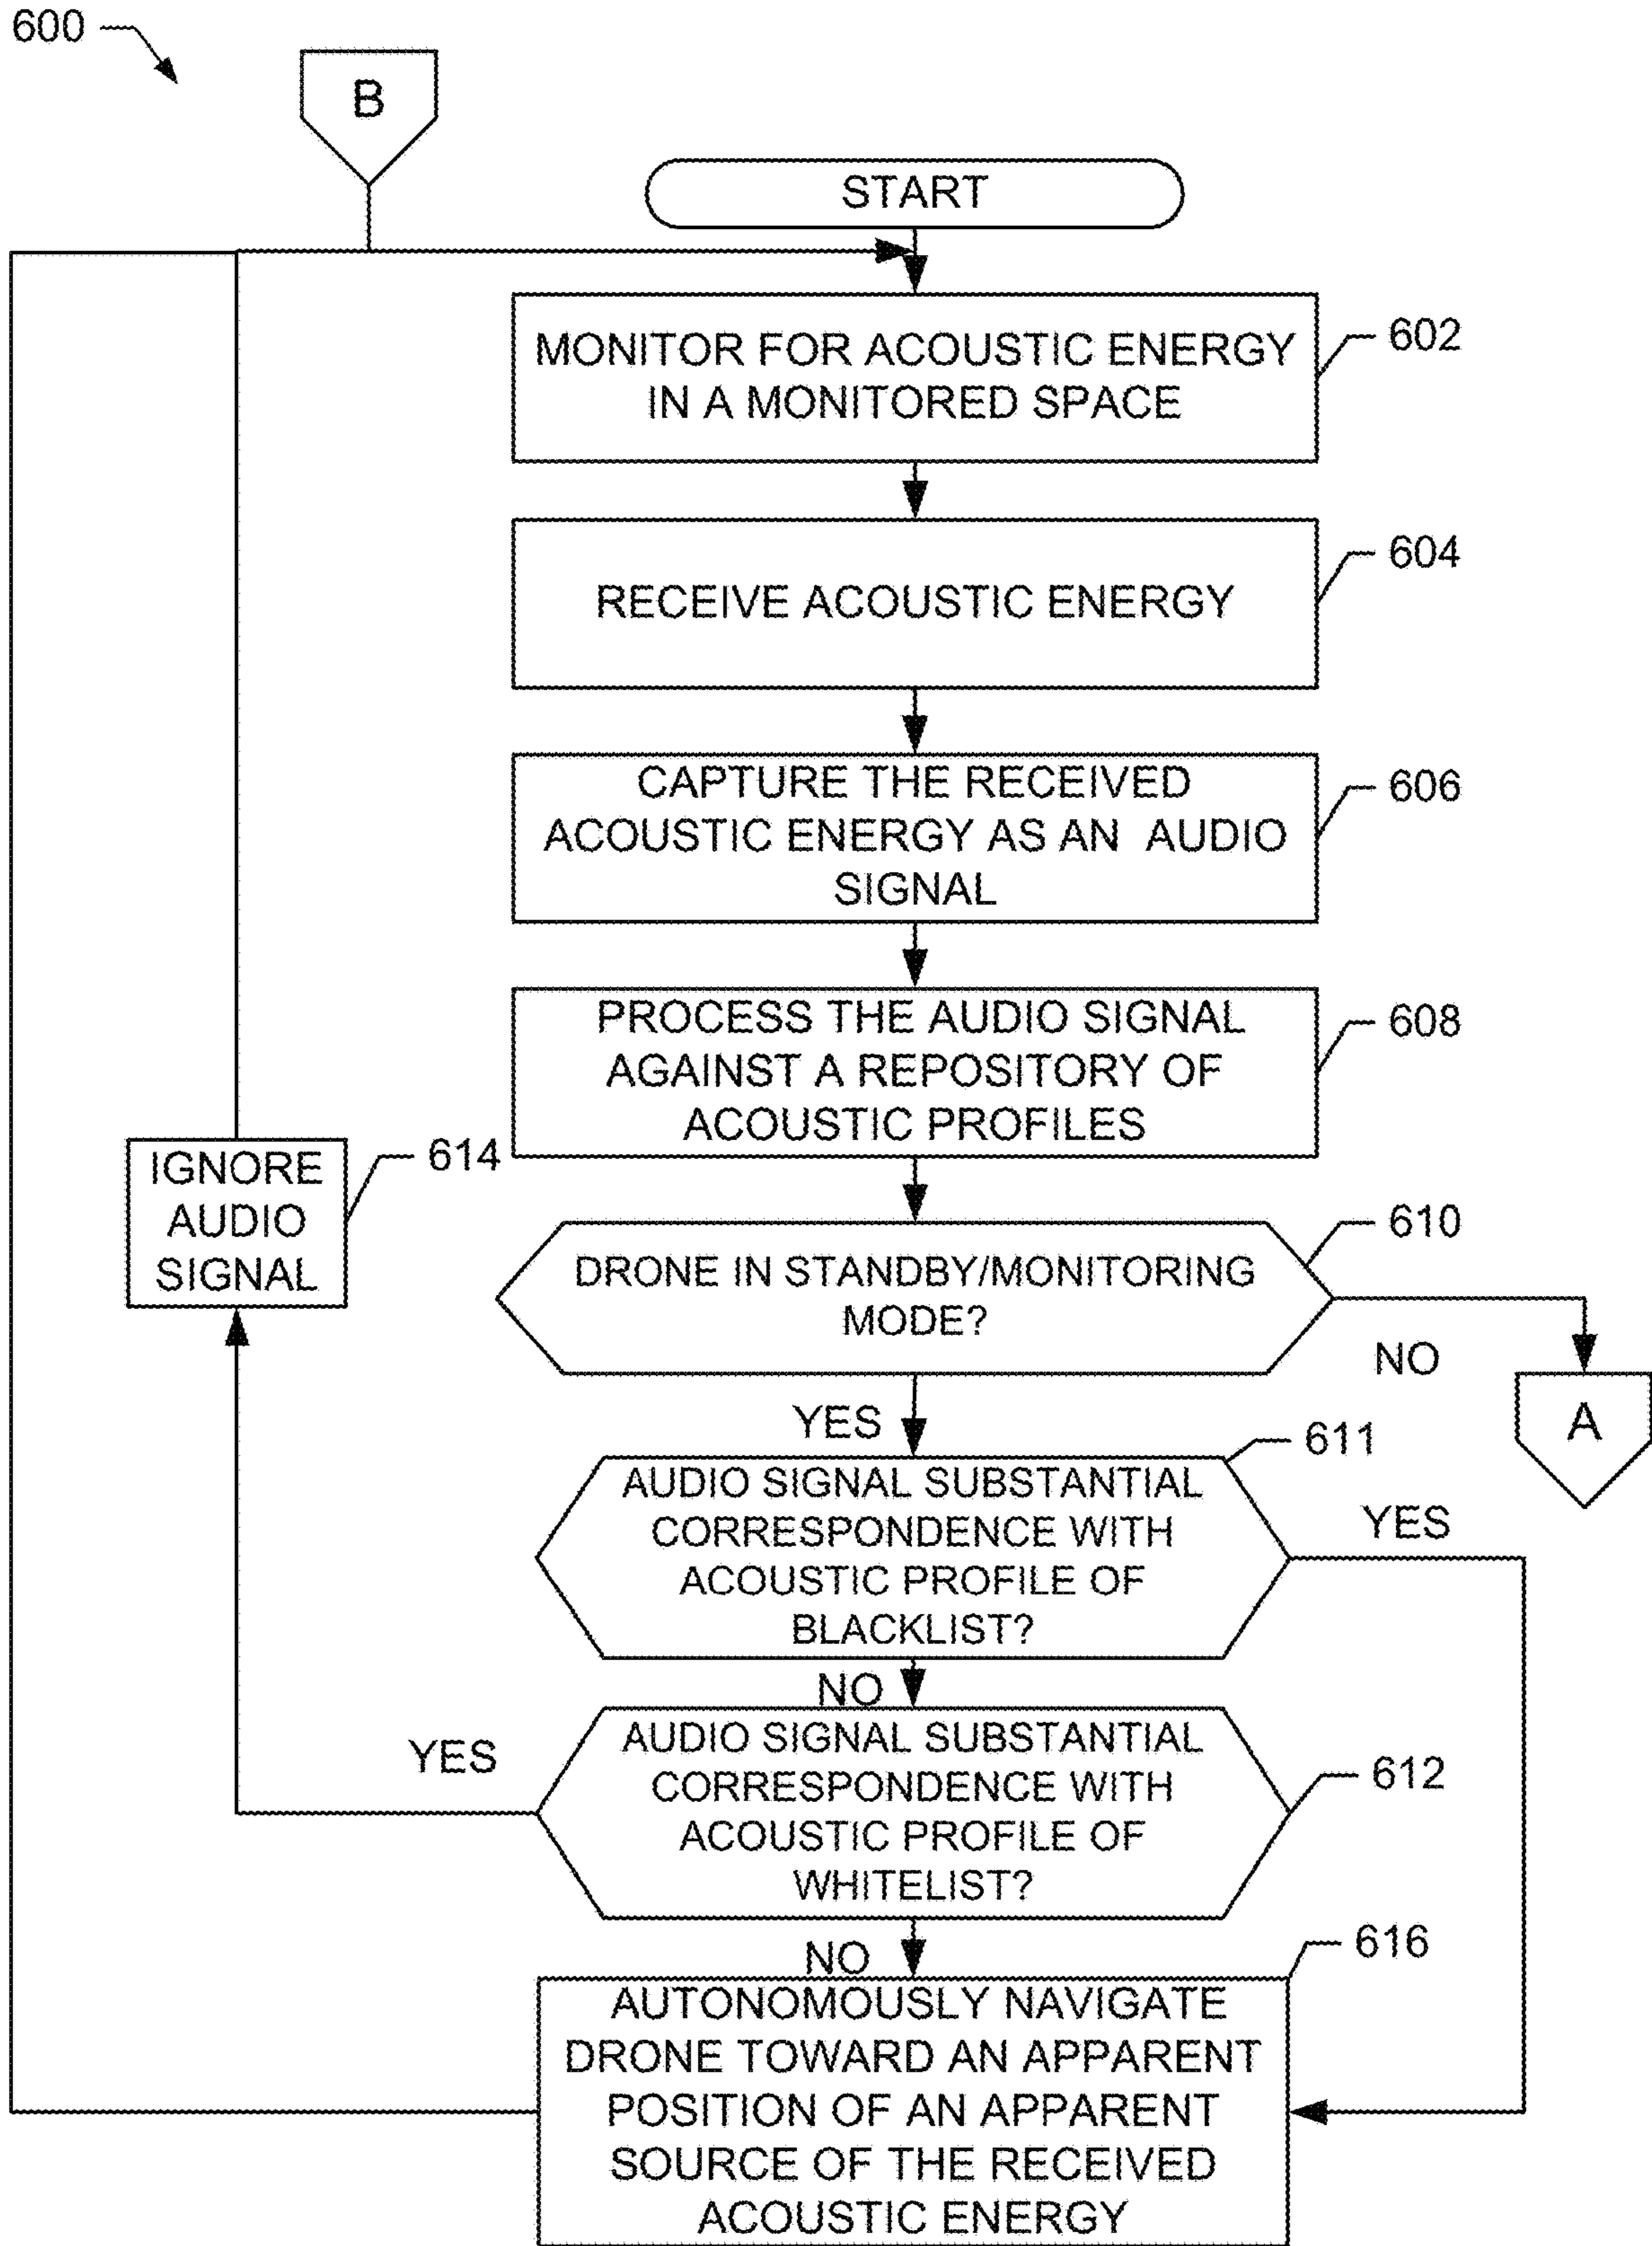 600
B
START
MONITOR FOR ACOUSTIC ENERGY
IN A MONITORED SPACE
602
RECEIVE ACOUSTIC ENERGY
604
CAPTURE THE RECEIVED
ACOUSTIC ENERGY AS AN AUDIO
SIGNAL
606
PROCESS THE AUDIO SIGNAL
AGAINST A REPOSITORY OF
ACOUSTIC PROFILES
608
IGNORE
AUDIO
SIGNAL
614
DRONE IN STANDBY/MONITORING
MODE?
610
NO
A
YES
AUDIO SIGNAL SUBSTANTIAL
CORRESPONDENCE WITH
ACOUSTIC PROFILE OF
BLACKLIST?
611
YES
NO
AUDIO SIGNAL SUBSTANTIAL
CORRESPONDENCE WITH
ACOUSTIC PROFILE OF
WHITELIST?
612
YES
NO
AUTONOMOUSLY NAVIGATE
DRONE TOWARD AN APPARENT
POSITION OF AN APPARENT
SOURCE OF THE RECEIVED
ACOUSTIC ENERGY
616